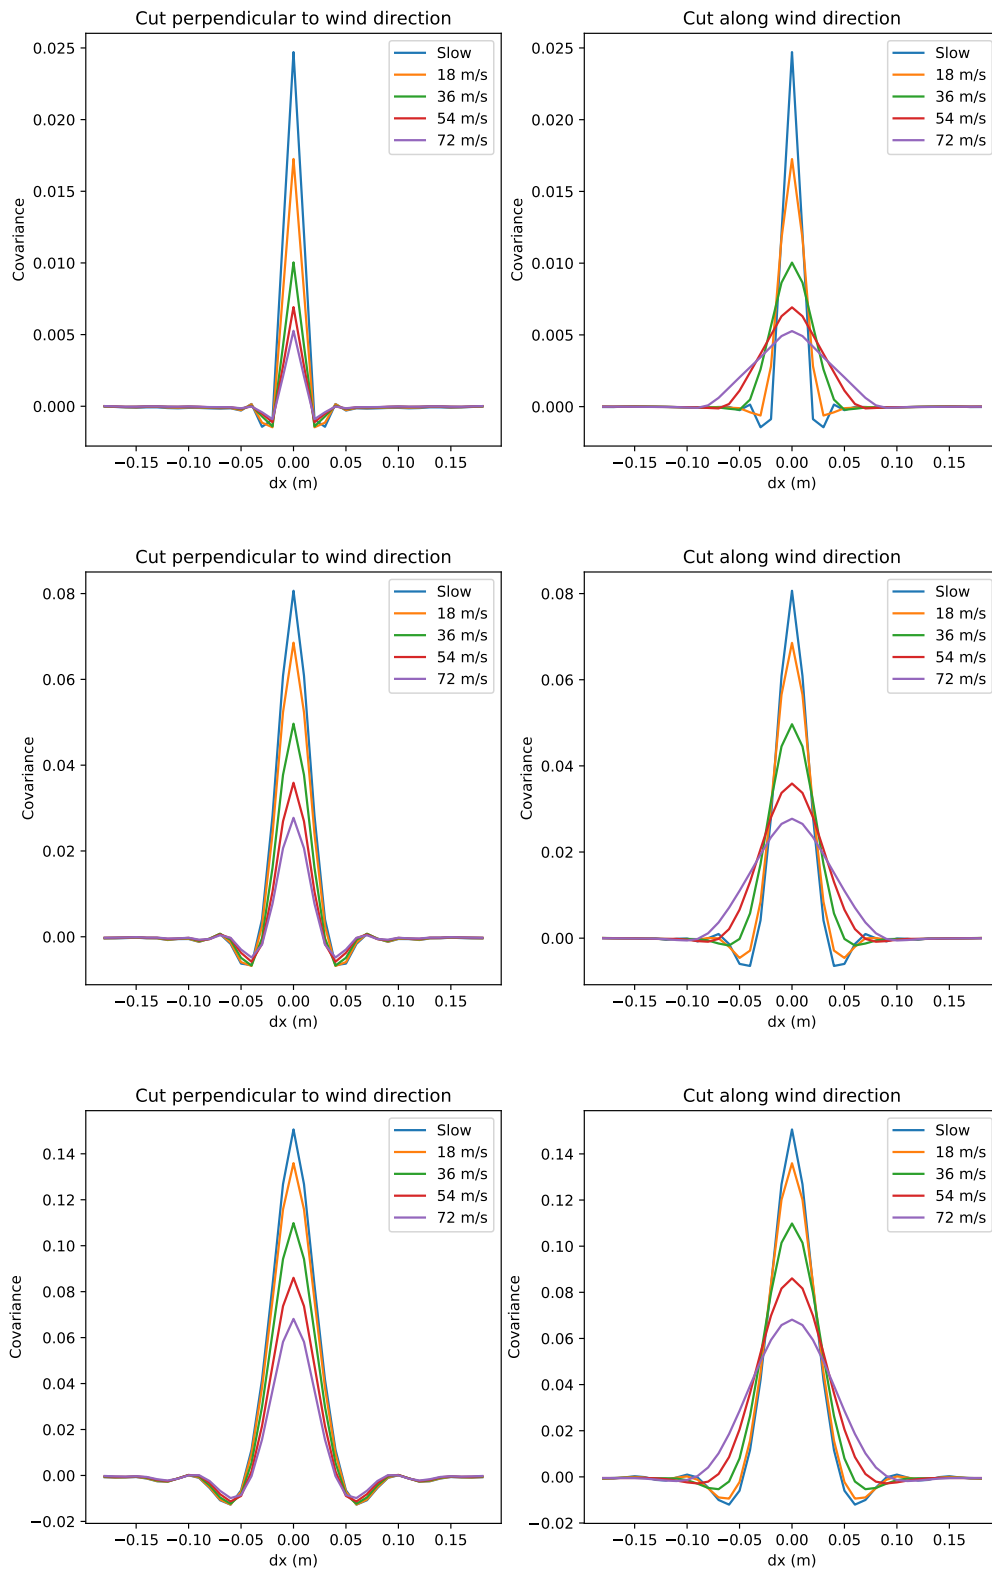 Cut perpendicular to wind direction
0.025
0.020
0.015
0.010
0.005
0.000
Covariance
Slow
18 m/s
36 m/s
54 m/s
72 m/s
−0.15 −0.10 −0.05 0.00 0.05 0.10 0.15
dx (m)
Cut along wind direction
0.025
0.020
0.015
0.010
0.005
0.000
Covariance
Slow
18 m/s
36 m/s
54 m/s
72 m/s
−0.15 −0.10 −0.05 0.00 0.05 0.10 0.15
dx (m)
Cut perpendicular to wind direction
0.08
0.06
0.04
0.02
0.00
Covariance
Slow
18 m/s
36 m/s
54 m/s
72 m/s
−0.15 −0.10 −0.05 0.00 0.05 0.10 0.15
dx (m)
Cut along wind direction
0.08
0.06
0.04
0.02
0.00
Covariance
Slow
18 m/s
36 m/s
54 m/s
72 m/s
−0.15 −0.10 −0.05 0.00 0.05 0.10 0.15
dx (m)
Cut perpendicular to wind direction
0.14
0.12
0.10
0.08
0.06
0.04
0.02
0.00
−0.02
Covariance
Slow
18 m/s
36 m/s
54 m/s
72 m/s
−0.15 −0.10 −0.05 0.00 0.05 0.10 0.15
dx (m)
Cut along wind direction
0.14
0.12
0.10
0.08
0.06
0.04
0.02
0.00
−0.02
Covariance
Slow
18 m/s
36 m/s
54 m/s
72 m/s
−0.15 −0.10 −0.05 0.00 0.05 0.10 0.15
dx (m)